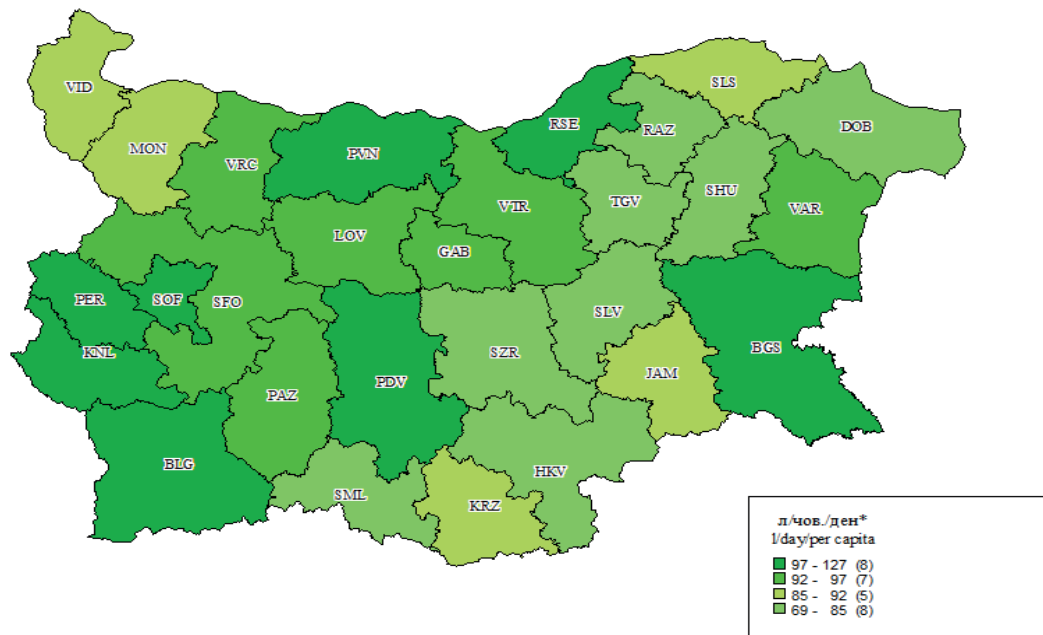 VID
SLS
MON
RSE
RAZ
DOB
PVN
VRC
SHU
TGV
VTR
VAR
LOV
GAB
PER
SOF
SFO
SLV
KNL
SZR
BGS
JAM
PDV
PAZ
BLG
HKV
SML
KRZ
л/чов./ден*
l/day/per capita
97 - 127 (8)
92 - 97 (7)
85 - 92 (5)
69 - 85 (8)